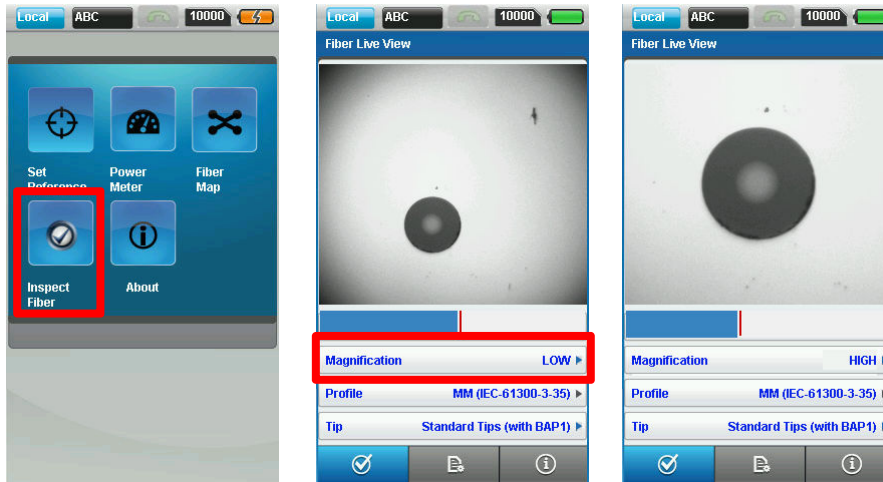 Local ABC 10000
Set Power Fiber
Reference Meter Map
Inspect About
Fiber
Local ABC 10000
Fiber Live View
Magnification LOW
Profile MM (IEC-61300-3-35)
Tip Standard Tips (with BAP1)
Local ABC 10000
Fiber Live View
Magnification HIGH
Profile MM (IEC-61300-3-35)
Tip Standard Tips (with BAP1)